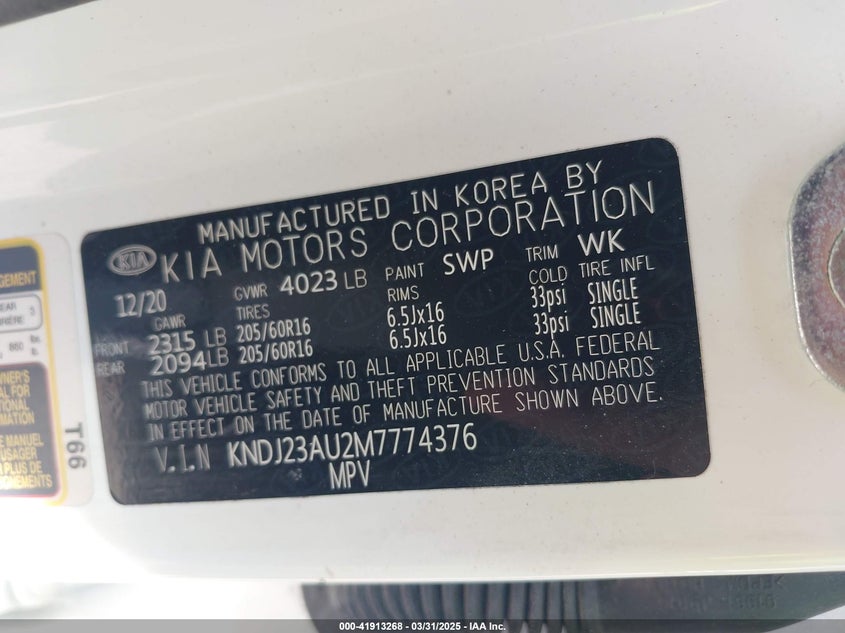 MANUFACTURED IN KOREA BY
KIA KIA MOTORS CORPORATION
12/20 GVWR 4023 LB PAINT SWP TRIM WK
GAWR TIRES RIMS COLD TIRE INFL
FRONT 2315 LB 205/60R16 6.5Jx16 33psi SINGLE
REAR 2094LB 205/60R16 6.5Jx16 33psi SINGLE
THIS VEHICLE CONFORMS TO ALL APPLICABLE U.S.A. FEDERAL
MOTOR VEHICLE SAFETY AND THEFT PREVENTION STANDARDS
IN EFFECT ON THE DATE OF MANUFACTURE SHOWN ABOVE.
V.I.N KNDJ23AU2M7774376
MPV
T66
000-41913268 - 03/31/2025 - IAA Inc.